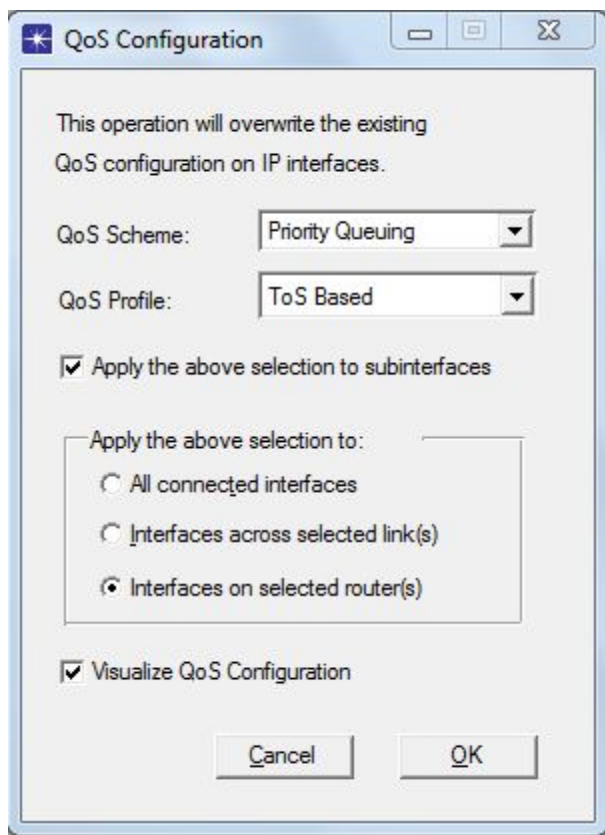 QoS Configuration
This operation will overwrite the existing
QoS configuration on IP interfaces.
QoS Scheme: Priority Queuing
QoS Profile: ToS Based
Apply the above selection to subinterfaces
Apply the above selection to:
All connected interfaces
Interfaces across selected link(s)
Interfaces on selected router(s)
Visualize QoS Configuration
Cancel OK